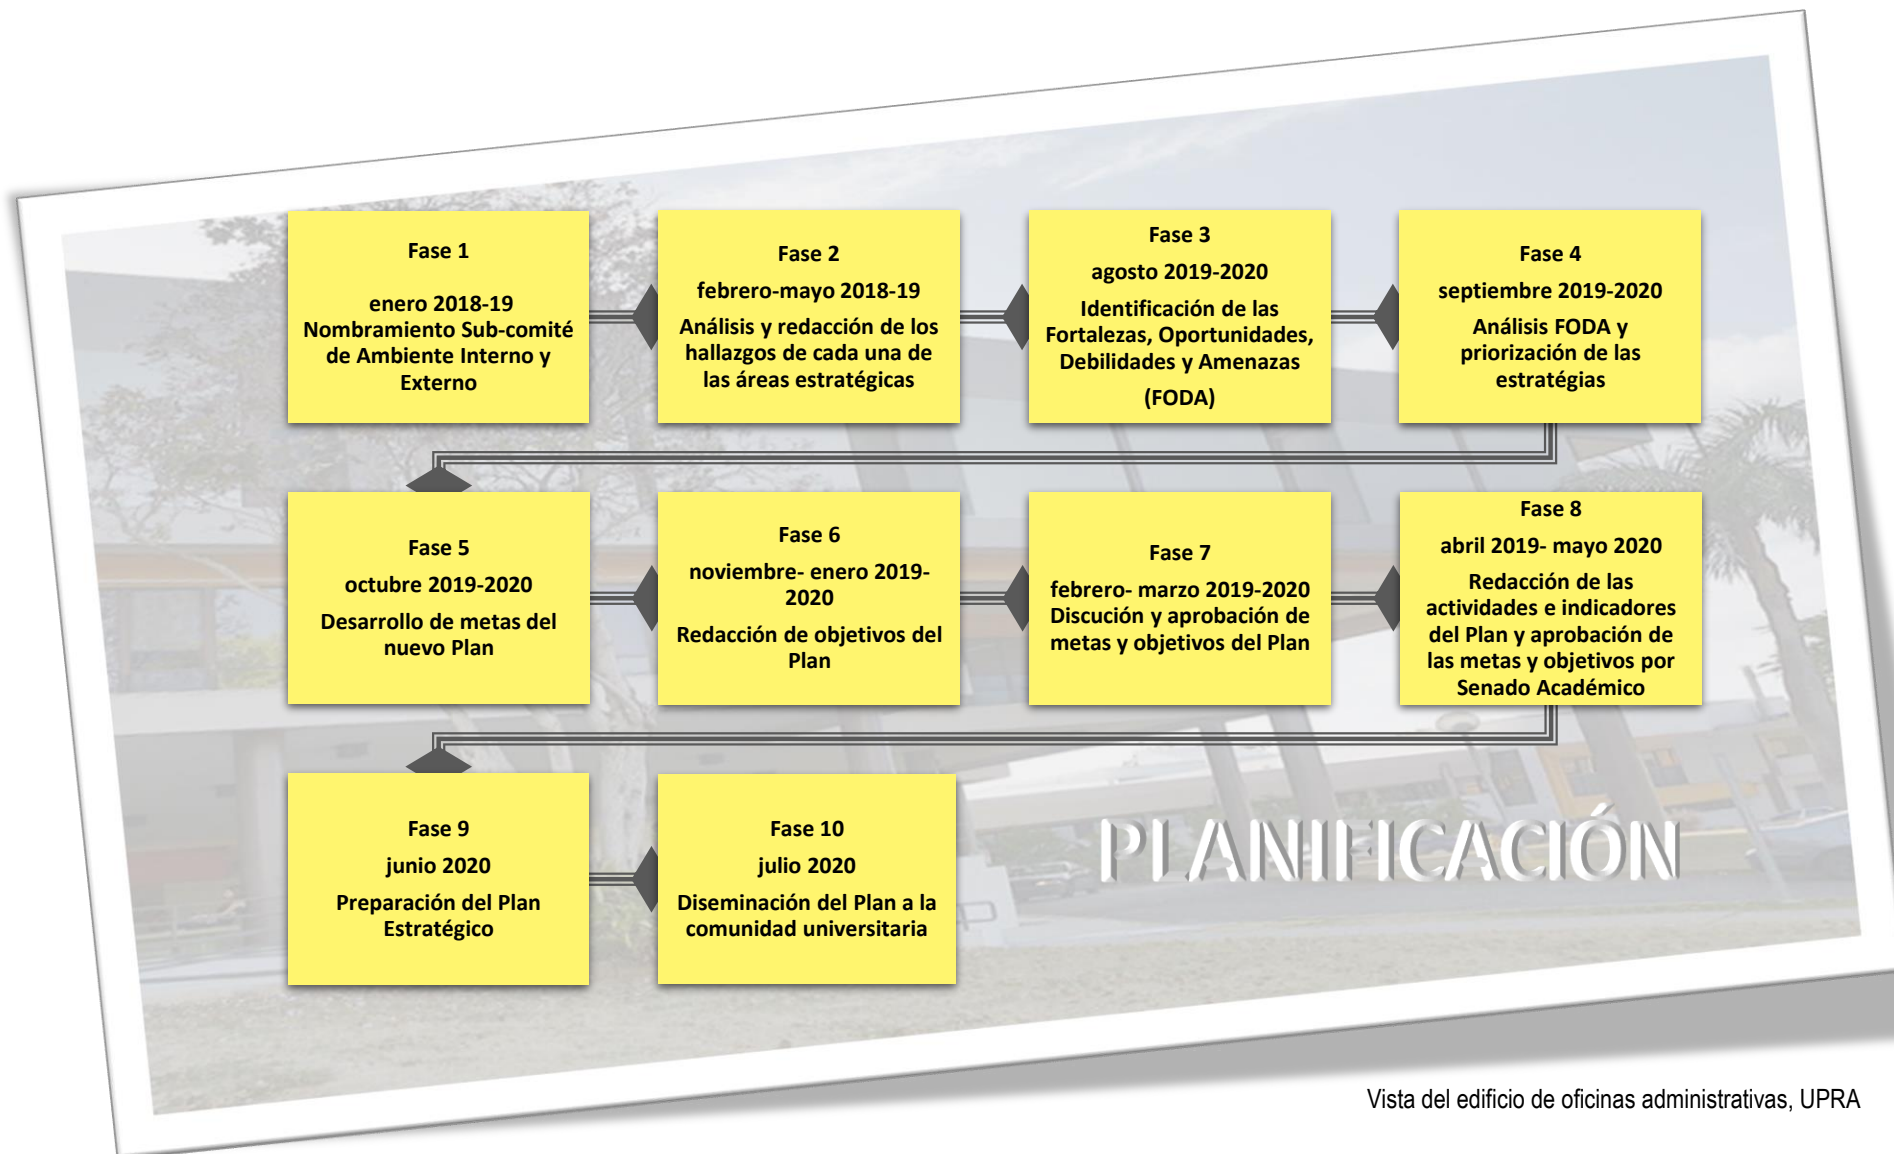 Fase 1
enero 2018-19
Nombramiento Sub-comité
de Ambiente Interno y
Externo
Fase 2
febrero-mayo 2018-19
Análisis y redacción de los
hallazgos de cada una de
las áreas estratégicas
Fase 3
agosto 2019-2020
Identificación de las
Fortalezas, Oportunidades,
Debilidades y Amenazas
(FODA)
Fase 4
septiembre 2019-2020
Análisis FODA y
priorización de las
estratégias
Fase 5
octubre 2019-2020
Desarrollo de metas del
nuevo Plan
Fase 6
noviembre- enero 2019-
2020
Redacción de objetivos del
Plan
Fase 7
febrero- marzo 2019-2020
Discución y aprobación de
metas y objetivos del Plan
Fase 8
abril 2019- mayo 2020
Redacción de las
actividades e indicadores
del Plan y aprobación de
las metas y objetivos por
Senado Académico
Fase 9
junio 2020
Preparación del Plan
Estratégico
Fase 10
julio 2020
Diseminación del Plan a la
comunidad universitaria
PLANIFICACIÓN
Vista del edificio de oficinas administrativas, UPRA